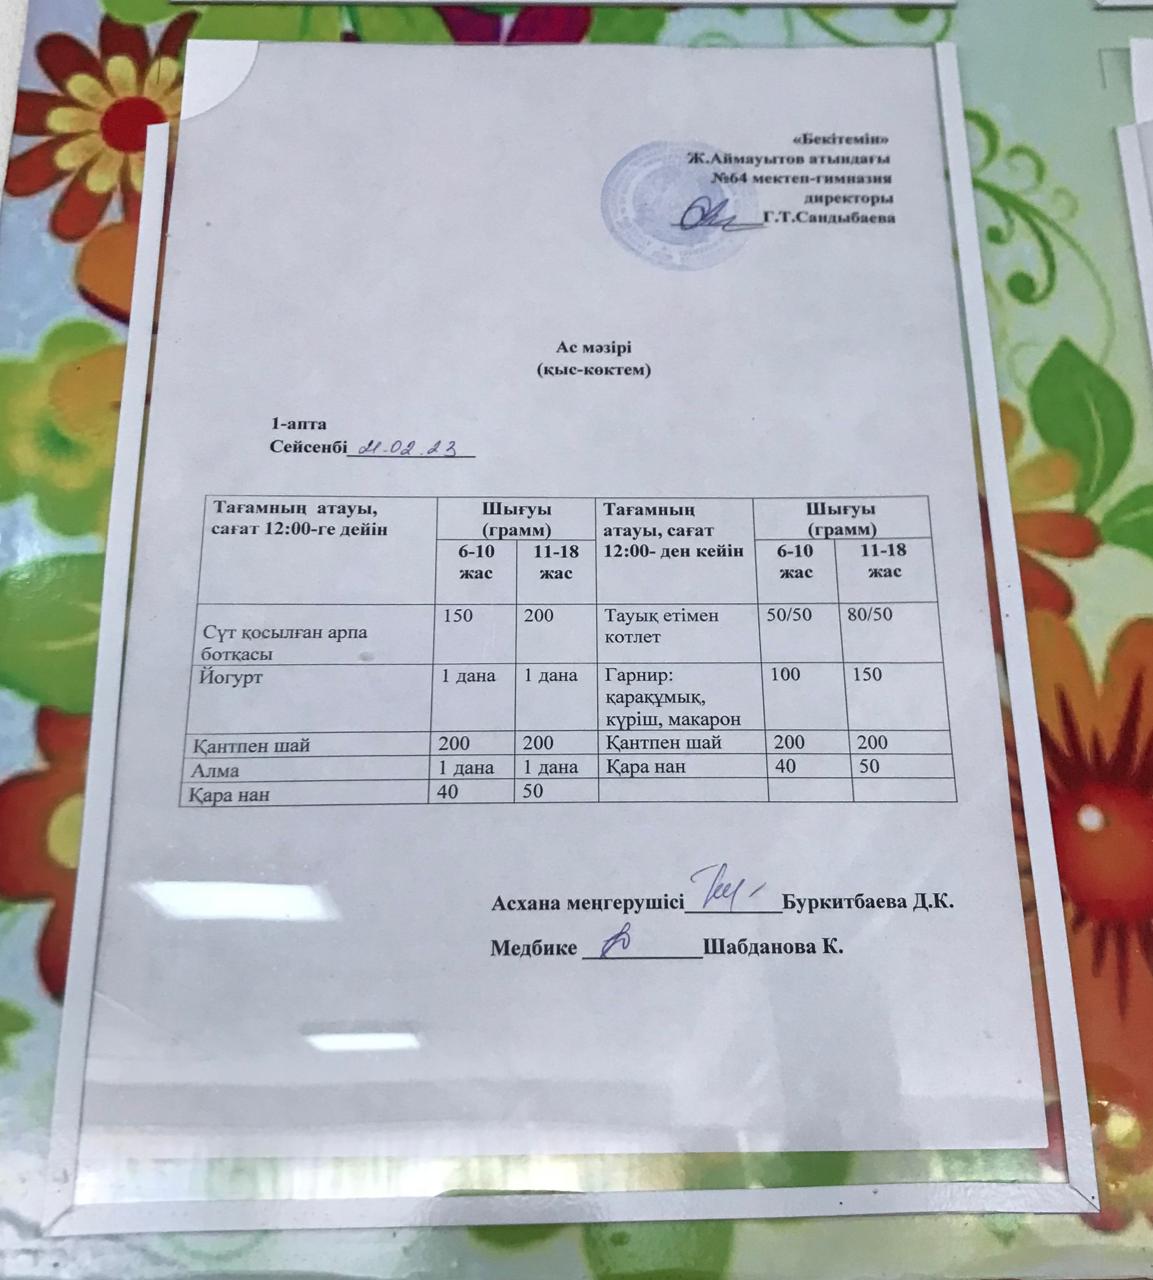 «Бекітемін»
Ж.Аймауытов атындағы
№64 мектеп-гимназия
директоры
Г.Т.Сандыбаева
Ас мәзірі
(қыс-көктем)
1-апта
Сейсенбі 21.02.23
Тағамның атауы, сағат 12:00-ге дейін Шығуы (грамм) Тағамның атауы, сағат 12:00- ден кейін Шығуы (грамм)
6-10 жас 11-18 жас 6-10 жас 11-18 жас
Сүт қосылған арпа ботқасы 150 200 Тауық етімен котлет 50/50 80/50
Йогурт 1 дана 1 дана Гарнир: қарақұмық, күріш, макарон 100 150
Қантпен шай 200 200 Қантпен шай 200 200
Алма 1 дана 1 дана Қара нан 40 50
Қара нан 40 50
Асхана меңгерушісі_________Буркитбаева Д.К.
Медбике ___________Шабданова К.